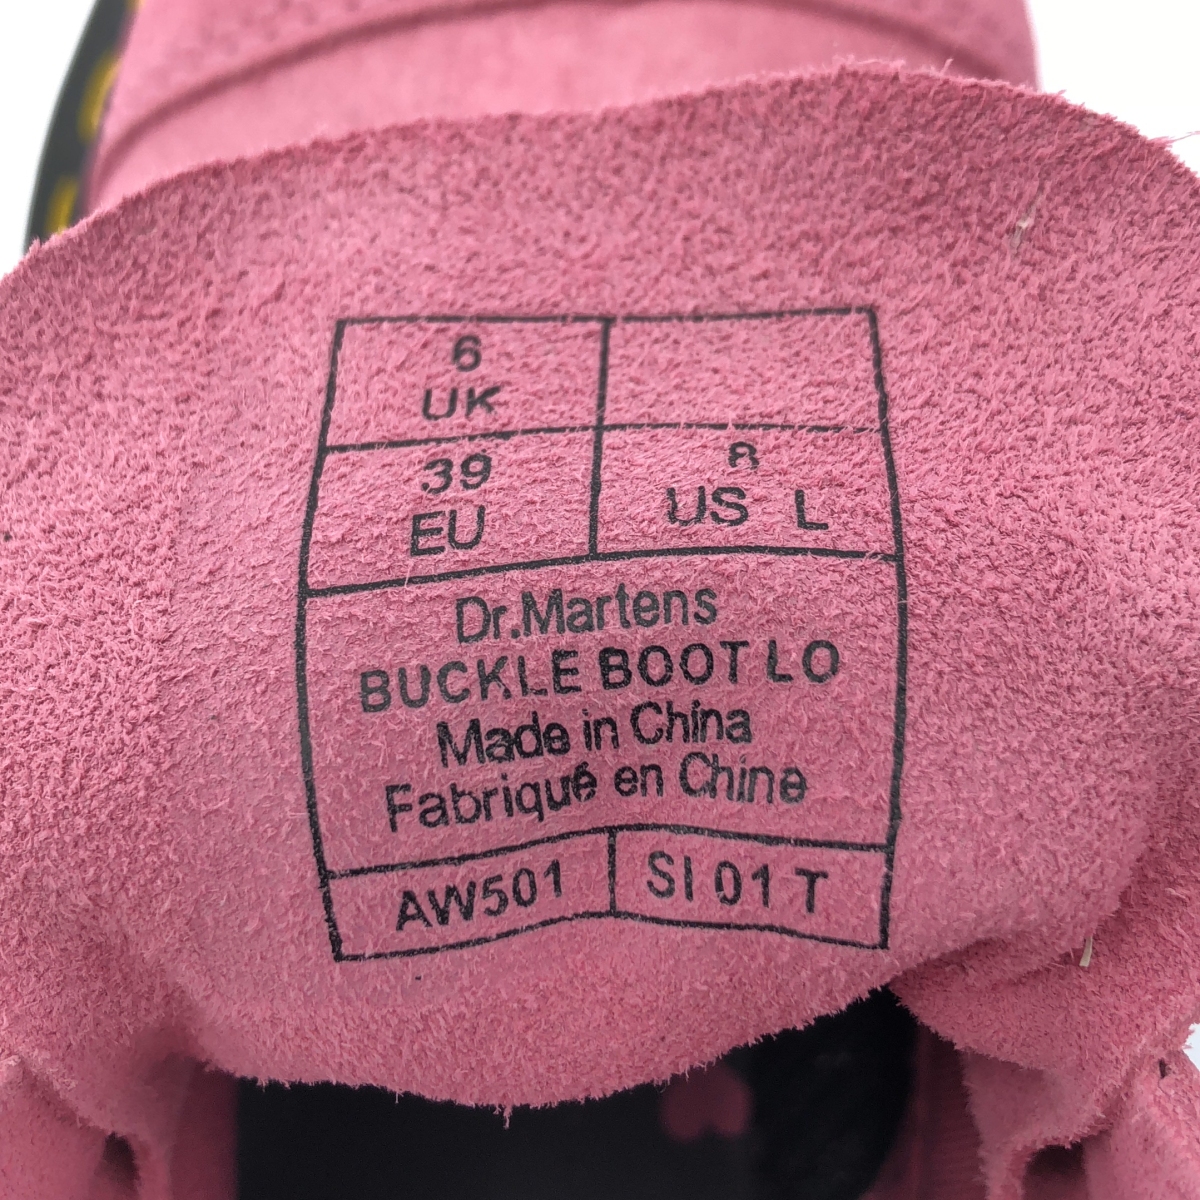 6
UK
39
EU
8
US L
Dr.Martens
BUCKLE BOOT LO
Made in China
Fabriqué en Chine
AW501
SI 01 T